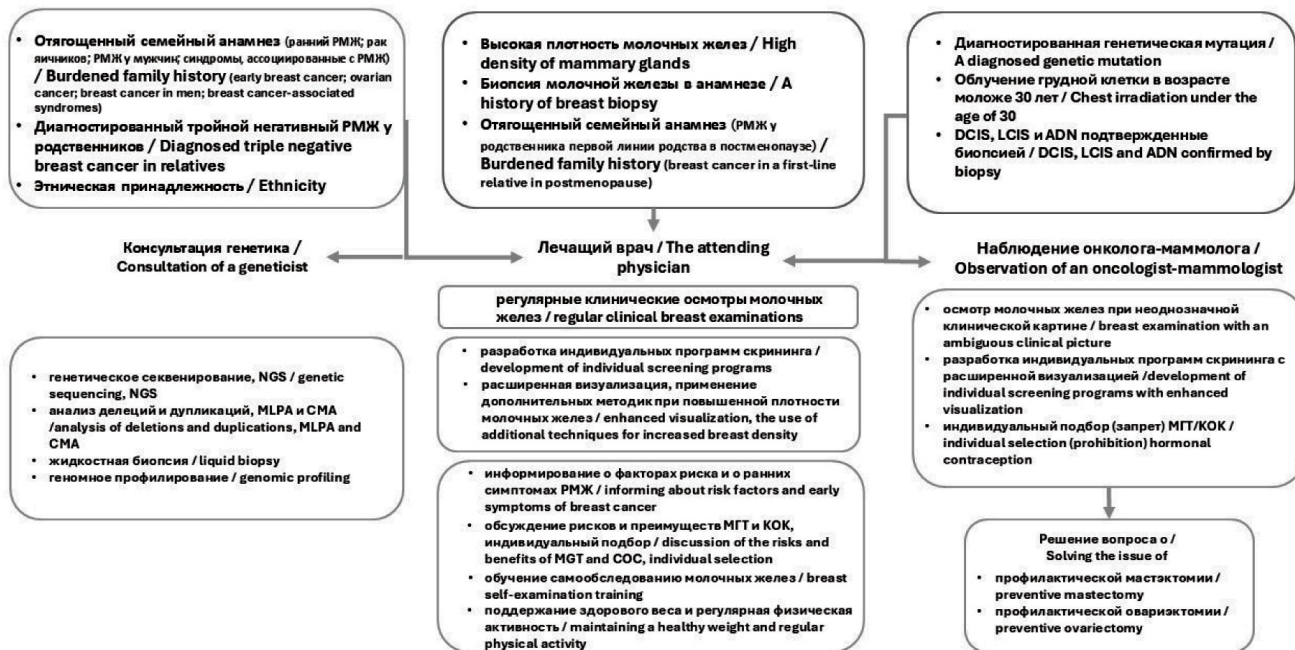 • Отягощенный семейный анамнез (ранний РМЖ; рак
яичников; РМЖ у мужчин; синдромы, ассоциированные с РМЖ)
/ Burdened family history (early breast cancer; ovarian
cancer; breast cancer in men; breast cancer-associated
syndromes)
• Диагностированный тройной негативный РМЖ у
родственников / Diagnosed triple negative
breast cancer in relatives
• Этническая принадлежность / Ethnicity
• Высокая плотность молочных желез / High
density of mammary glands
• Биопсия молочной железы в анамнезе / A
history of breast biopsy
• Отягощенный семейный анамнез (РМЖ у
родственника первой линии родства в постменопаузе) /
Burdened family history (breast cancer in a first-line
relative in postmenopause)
• Диагностированная генетическая мутация /
A diagnosed genetic mutation
• Облучение грудной клетки в возрасте
моложе 30 лет / Chest irradiation under the
age of 30
• DCIS, LCIS и ADN подтвержденные
биопсией / DCIS, LCIS and ADN confirmed by
biopsy
Консультация генетика /
Consultation of a geneticist
Лечащий врач / The attending
physician
Наблюдение онколога-маммолога /
Observation of an oncologist-mammologist
• генетическое секвенирование, NGS / genetic
sequencing, NGS
• анализ делеций и дупликаций, MLPA и CMA
/analysis of deletions and duplications, MLPA and
CMA
• жидкостная биопсия / liquid biopsy
• геномное профилирование / genomic profiling
регулярные клинические осмотры молочных
желез / regular clinical breast examinations
• разработка индивидуальных программ скрининга /
development of individual screening programs
• расширенная визуализация, применение
дополнительных методик при повышенной плотности
молочных желез / enhanced visualization, the use of
additional techniques for increased breast density
• информирование о факторах риска и о ранних
симптомах РМЖ / informing about risk factors and early
symptoms of breast cancer
• обсуждение рисков и преимуществ МГТ и КОК,
индивидуальный подбор / discussion of the risks and
benefits of MGT and COC, individual selection
• обучение самообследованию молочных желез / breast
self-examination training
• поддержание здорового веса и регулярная физическая
активность / maintaining a healthy weight and regular
physical activity
• осмотр молочных желез при неоднозначной
клинической картине / breast examination with an
ambiguous clinical picture
• разработка индивидуальных программ скрининга с
расширенной визуализацией /development of
individual screening programs with enhanced
visualization
• индивидуальный подбор (запрет) МГТ/КОК
/ individual selection (prohibition) hormonal
contraception
Решение вопроса о /
Solving the issue of
• профилактической мастэктомии /
preventive mastectomy
• профилактической овариэктомии /
preventive ovariectomy